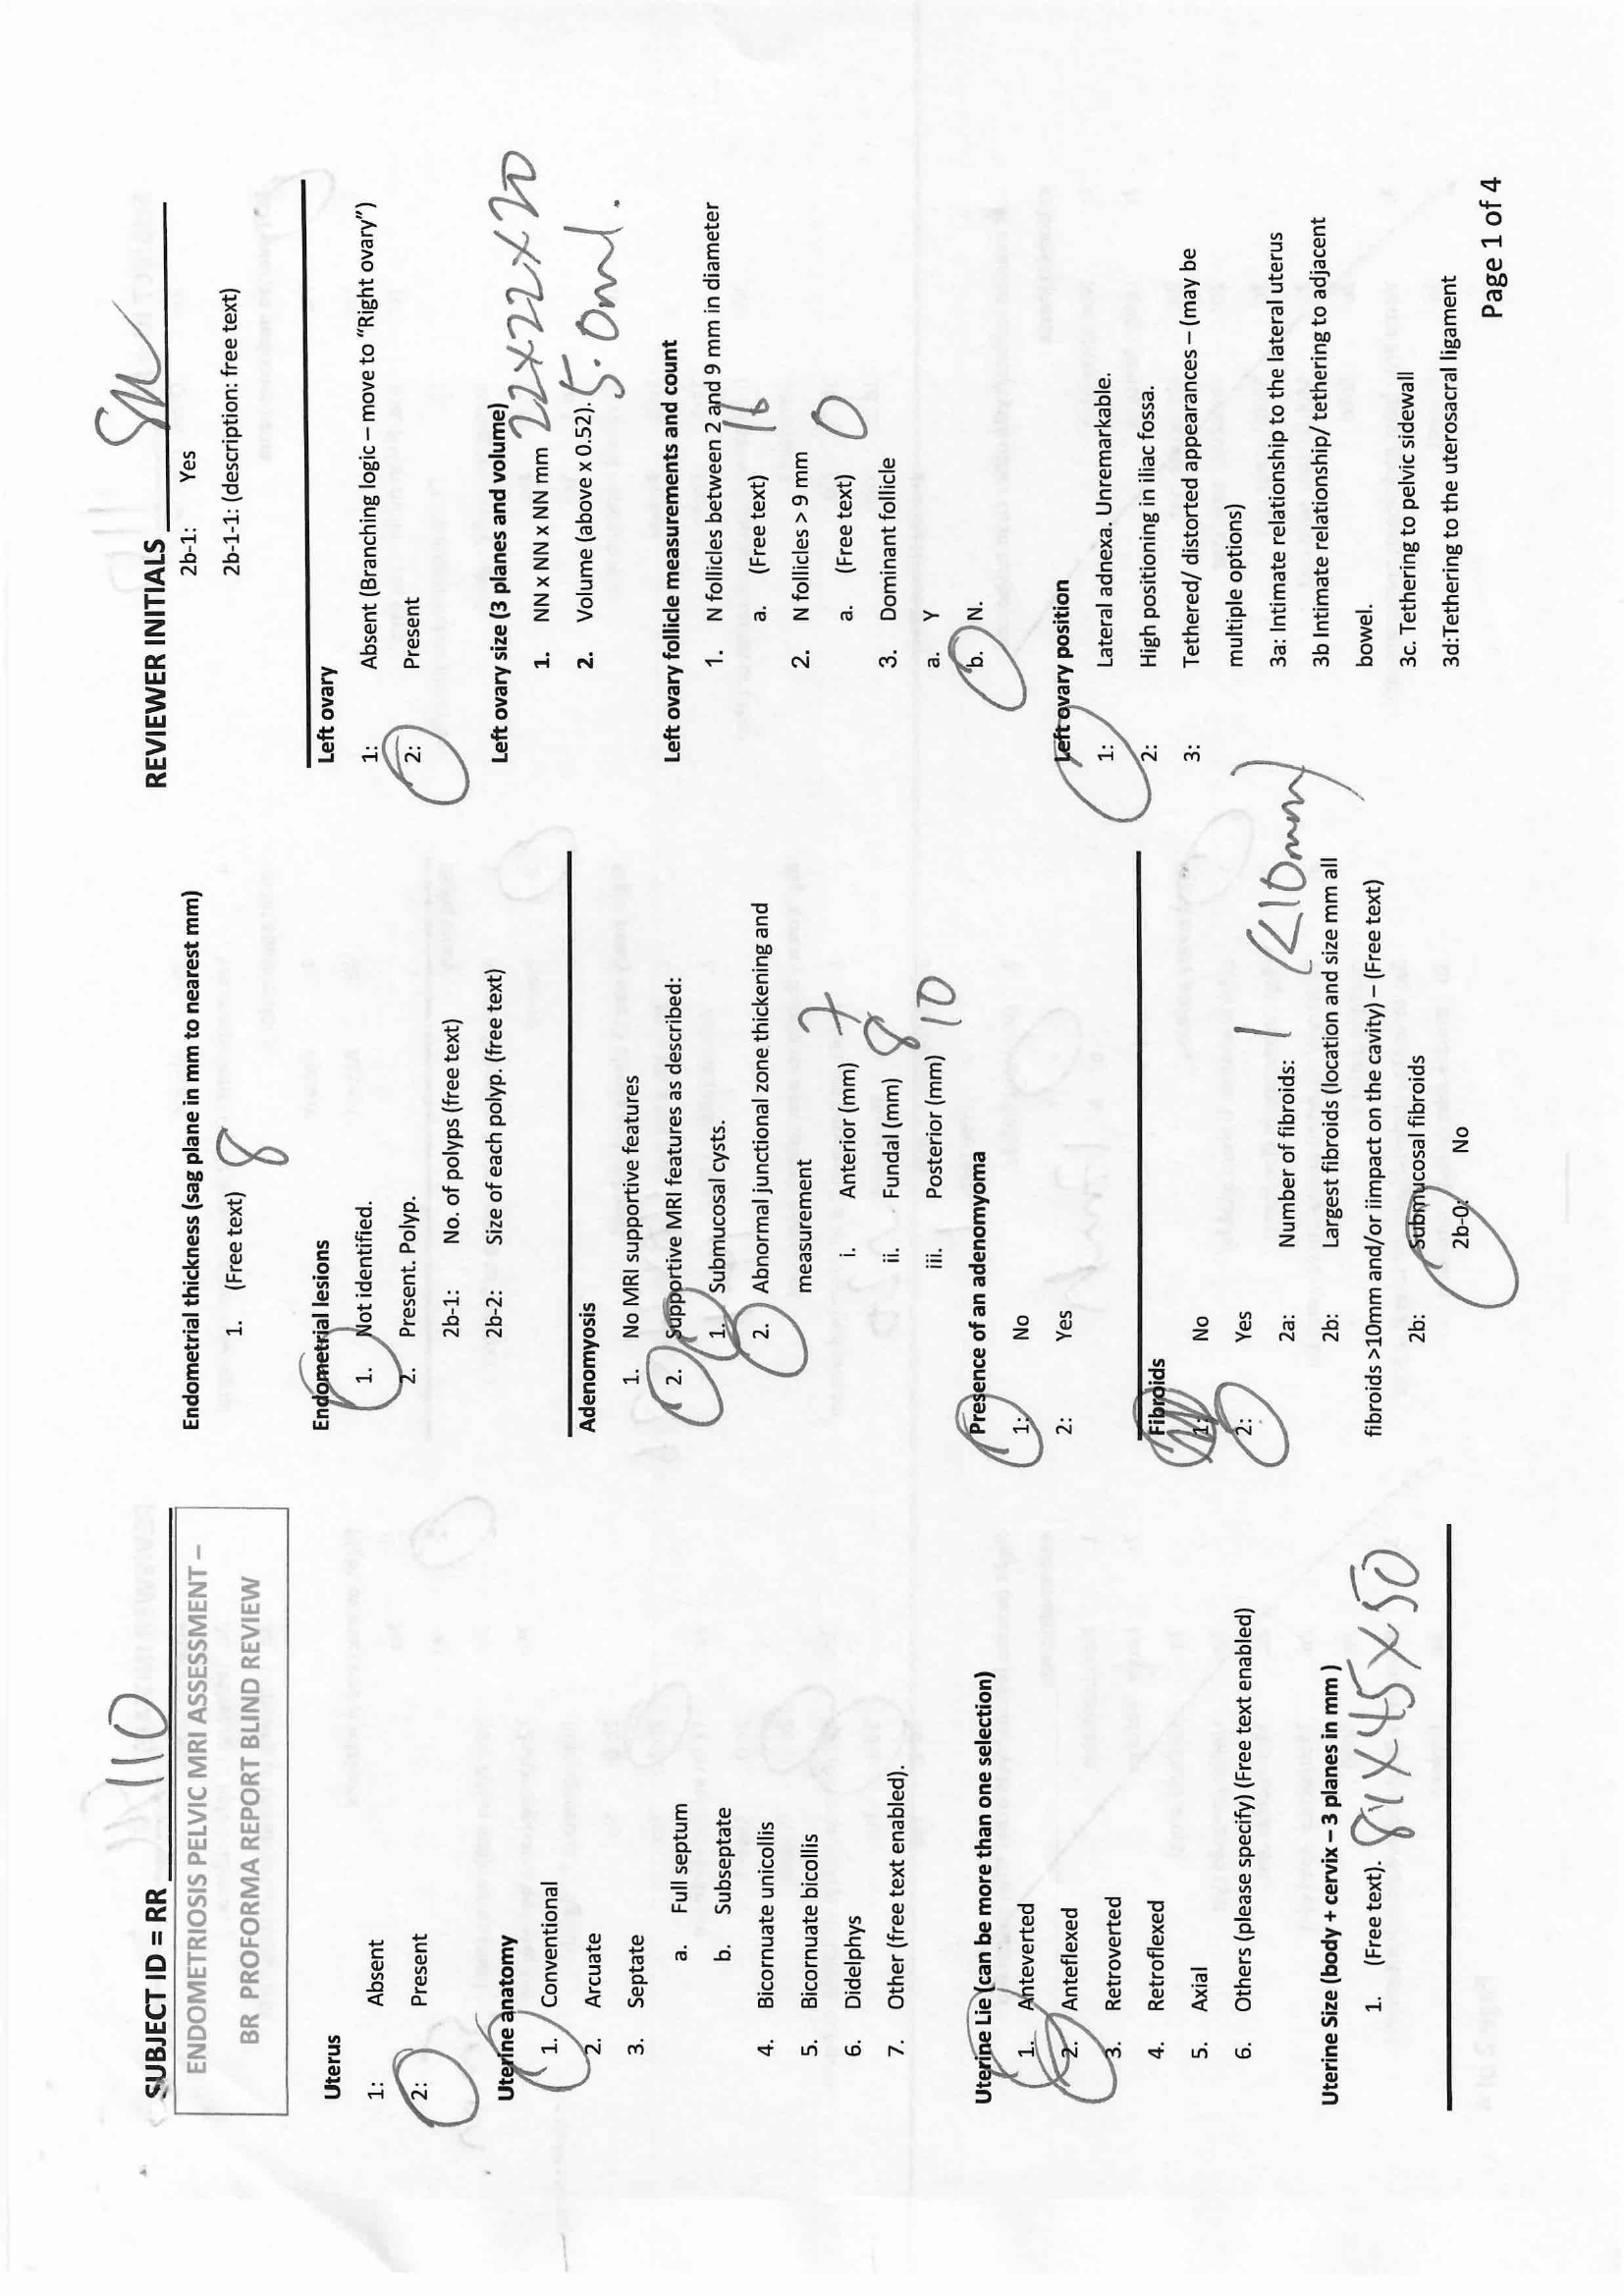 SUBJECT ID = RR 110
ENDOMETRIOSIS PELVIC MRI ASSESSMENT –
BR PROFORMA REPORT BLIND REVIEW
Uterus
1: Absent
2: Present
Uterine anatomy
1. Conventional
2. Arcuate
3. Septate
a. Full septum
b. Subseptate
4. Bicornuate unicollis
5. Bicornuate bicollis
6. Didelphys
7. Other (free text enabled).
Uterine Lie (can be more than one selection)
1. Anteverted
2. Anteflexed
3. Retroverted
4. Retroflexed
5. Axial
6. Others (please specify) (Free text enabled)
Uterine Size (body + cervix – 3 planes in mm )
1. (Free text). 81 x 45 x 50
Endometrial thickness (sag plane in mm to nearest mm)
1. (Free text) 8
Endometrial lesions
1. Not identified.
2. Present. Polyp.
2b-1: No. of polyps (free text)
2b-2: Size of each polyp. (free text)
Adenomyosis
1. No MRI supportive features
2. Supportive MRI features as described:
1. Submucosal cysts.
2. Abnormal junctional zone thickening and
measurement
i. Anterior (mm) 7
ii. Fundal (mm) 8
iii. Posterior (mm) 10
Presence of an adenomyoma
1: No
2: Yes
Fibroids
1: No
2: Yes
2a: Number of fibroids: 1 (<10mm)
2b: Largest fibroids (location and size mm all
fibroids >10mm and/or iimpact on the cavity) – (Free text)
2b: Submucosal fibroids
2b-0: No
REVIEWER INITIALS
2b-1: Yes
2b-1-1: (description: free text)
Left ovary
1: Absent (Branching logic – move to “Right ovary”)
2: Present
Left ovary size (3 planes and volume)
1. NN x NN x NN mm 22x22x20
2. Volume (above x 0.52). 5.0ml.
Left ovary follicle measurements and count
1. N follicles between 2 and 9 mm in diameter
a. (Free text) 16
2. N follicles > 9 mm
a. (Free text) 0
3. Dominant follicle
a. Y
b. N.
Left ovary position
1: Lateral adnexa. Unremarkable.
2: High positioning in iliac fossa.
3: Tethered/ distorted appearances – (may be
multiple options)
3a: Intimate relationship to the lateral uterus
3b Intimate relationship/ tethering to adjacent
bowel.
3c. Tethering to pelvic sidewall
3d:Tethering to the uterosacral ligament
Page 1 of 4